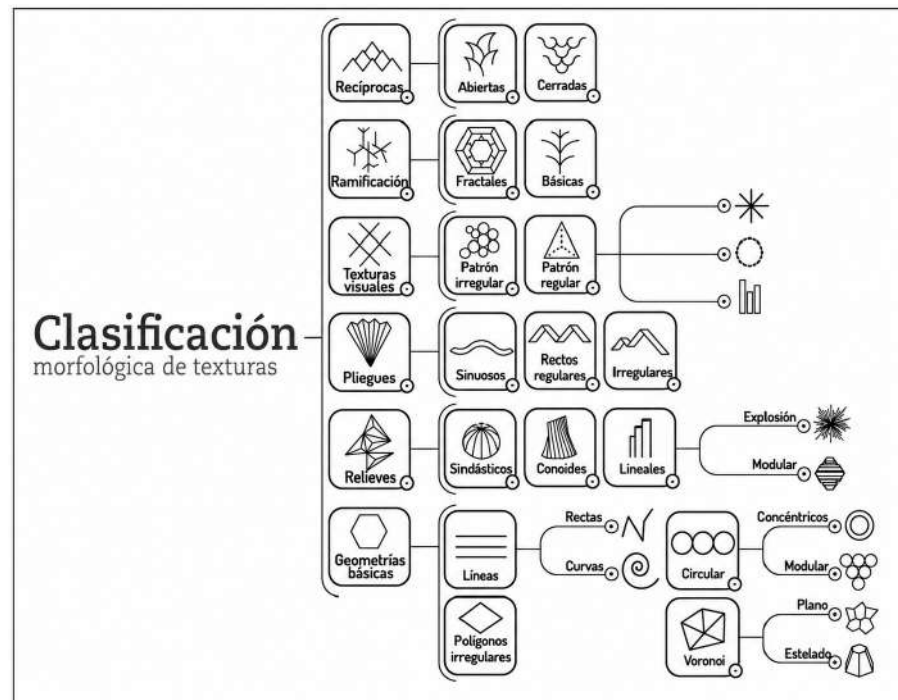 Clasificación
morfológica de texturas
Recíprocas
Abiertas
Cerradas
Ramificación
Fractales
Básicas
Texturas
visuales
Patrón
irregular
Patrón
regular
Pliegues
Sinuosos
Rectos
regulares
Irregulares
Relieves
Sindásticos
Conoides
Lineales
Explosión
Modular
Geometrías
básicas
Líneas
Rectas
Curvas
Circular
Concéntricos
Modular
Polígonos
irregulares
Voronoi
Plano
Estelado